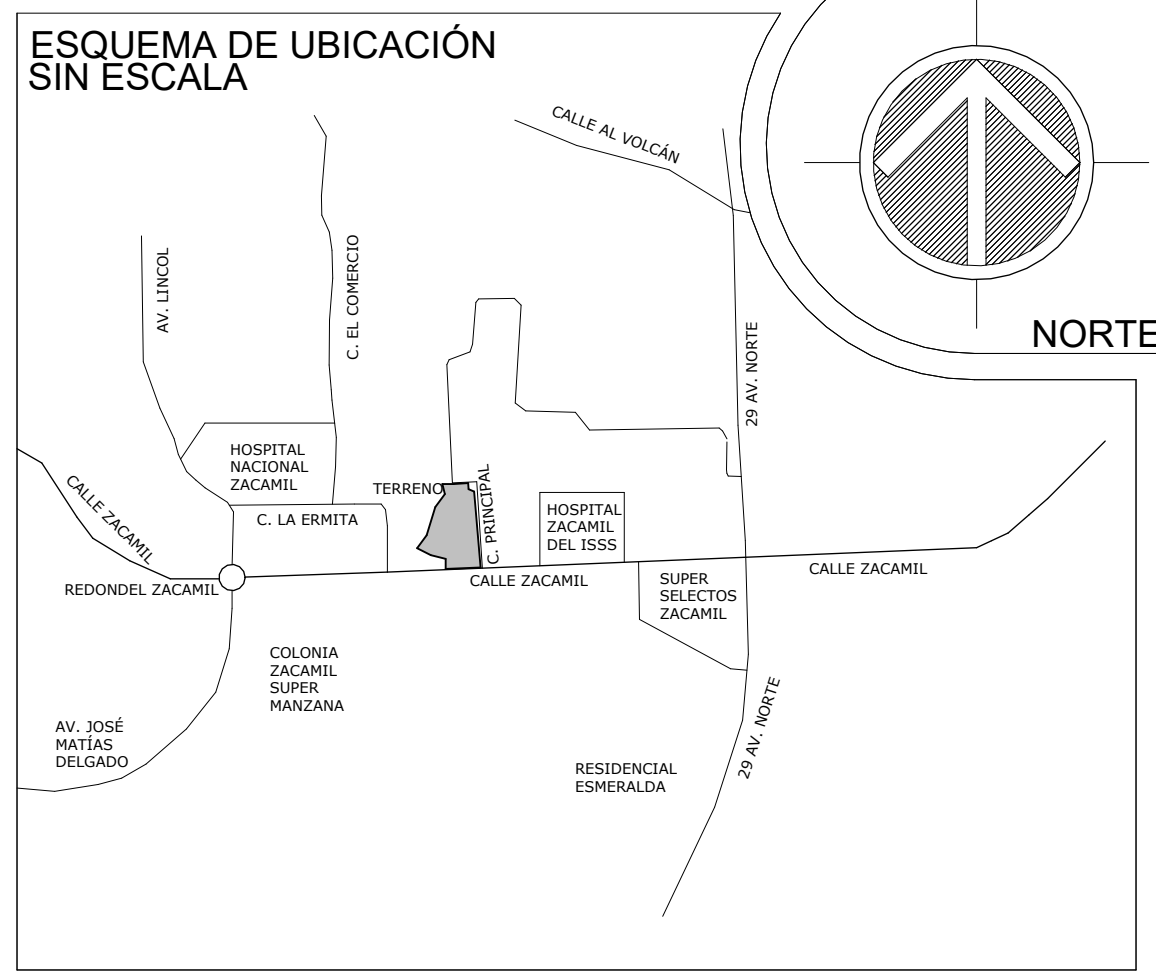 ESQUEMA DE UBICACIÓN
SIN ESCALA
CALLE AL VOLCÁN
NORTE
AV. LINCOL
C. EL COMERCIO
29 AV. NORTE
HOSPITAL
NACIONAL
ZACAMIL
CALLE ZACAMIL
TERRENO
C. PRINCIPAL
C. LA ERMITA
HOSPITAL
ZACAMIL
DEL ISSS
REDONDEL ZACAMIL
CALLE ZACAMIL
SUPER
SELECTOS
ZACAMIL
CALLE ZACAMIL
COLONIA
ZACAMIL
SUPER
MANZANA
AV. JOSÉ
MATÍAS
DELGADO
RESIDENCIAL
ESMERALDA
29 AV. NORTE